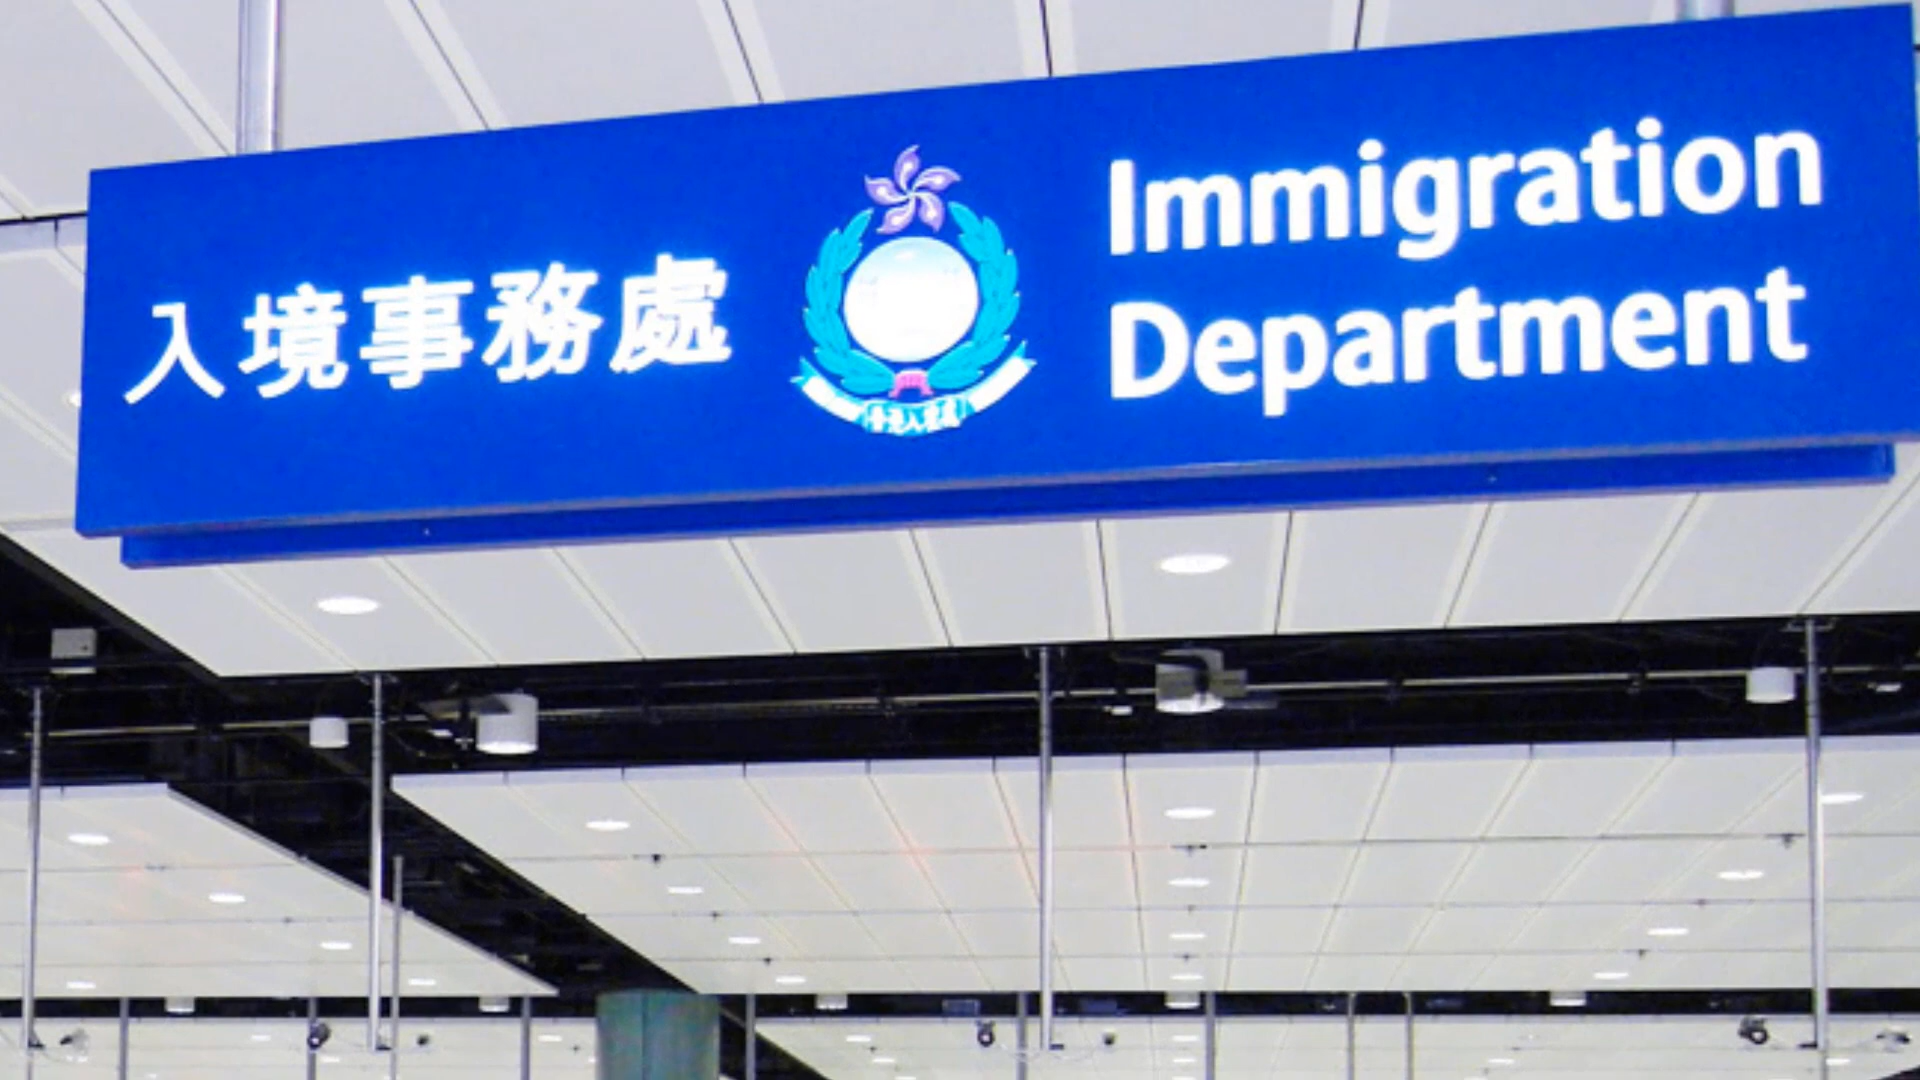 入境事務處
Immigration
Department